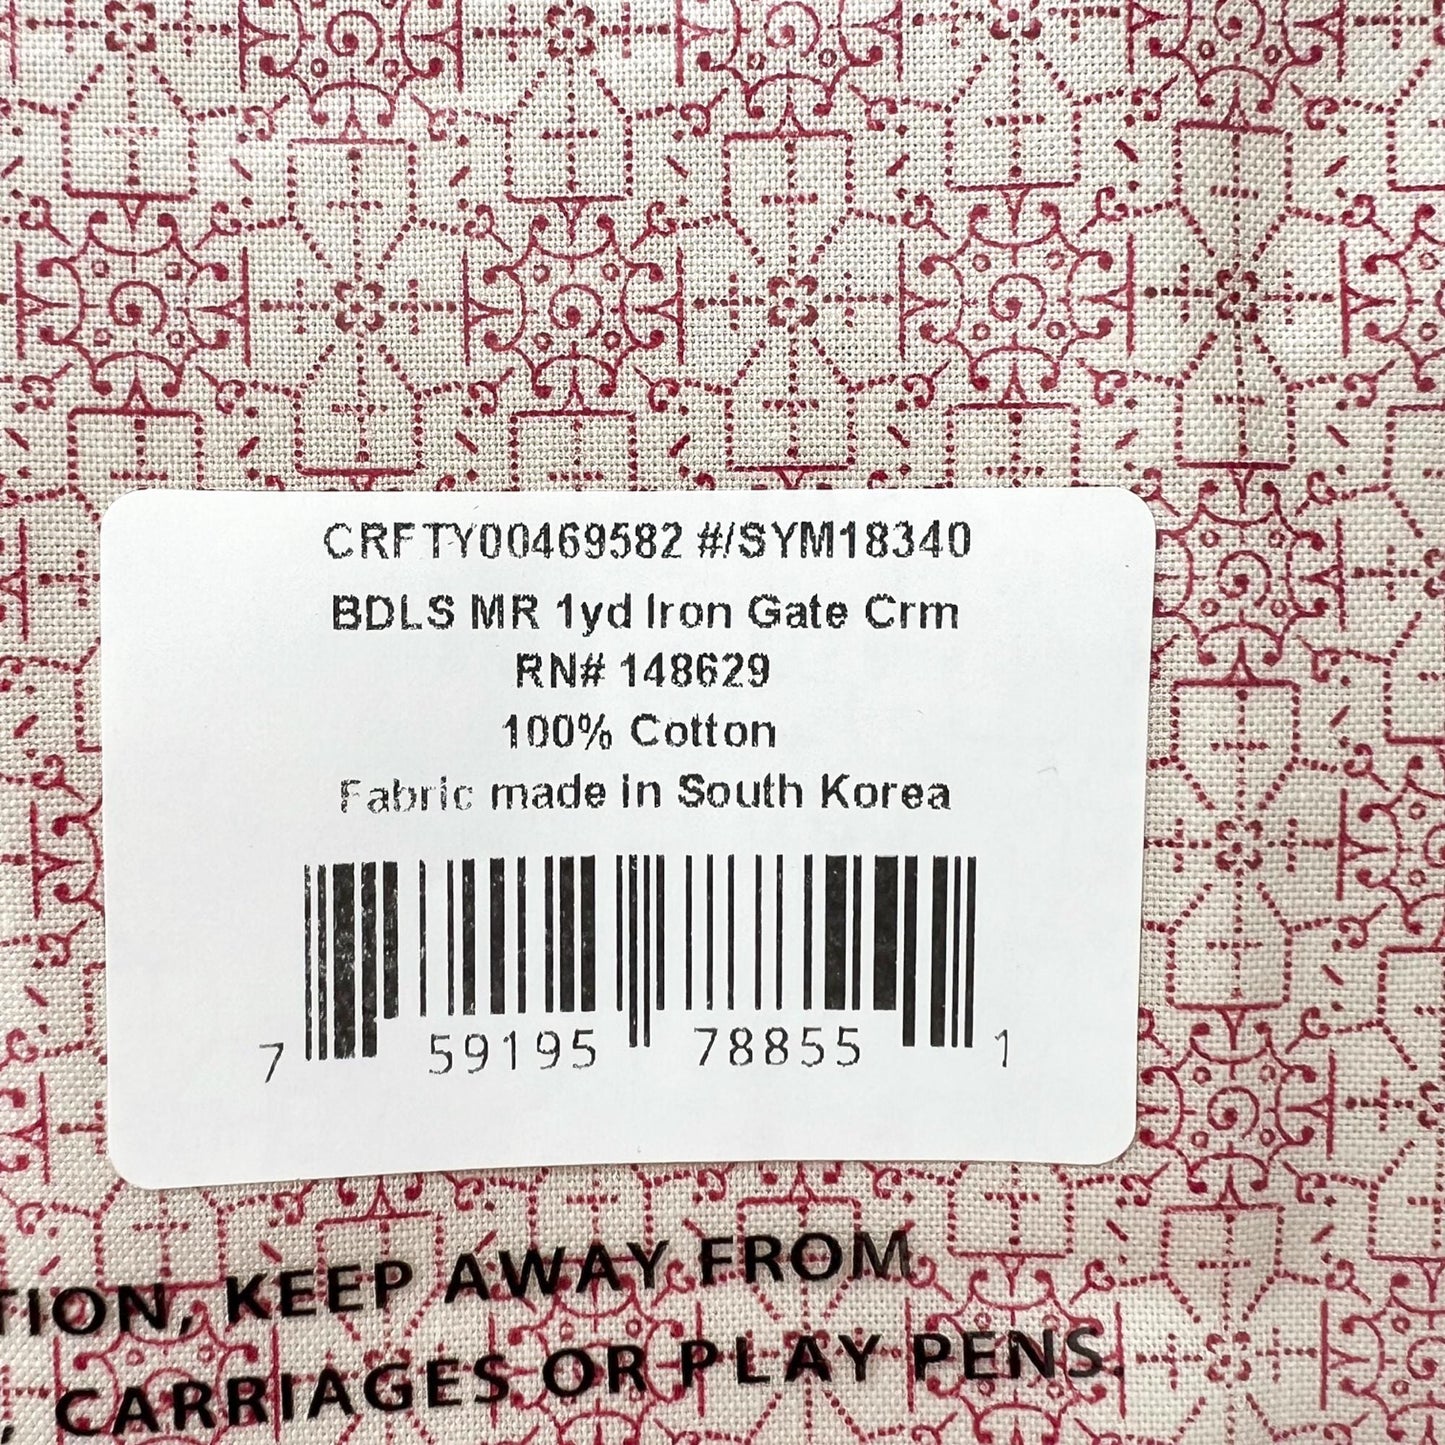 CRFTY00469582 #/SYM18340
BDLS MR 1yd Iron Gate Crm
RN# 148629
100% Cotton
Fabric made in South Korea
7 59195 78855 1
TION, KEEP AWAY FROM
, CARRIAGES OR PLAY PENS.